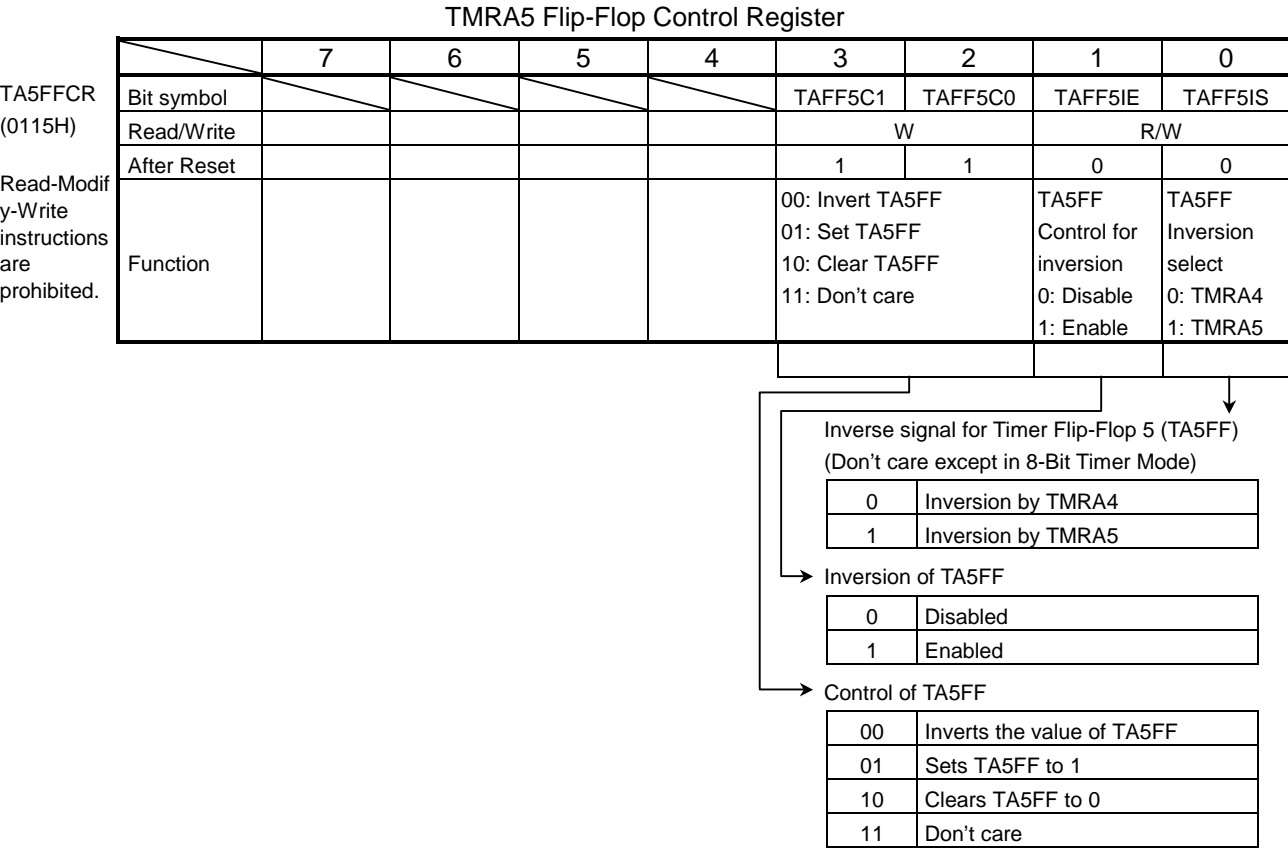 TMRA5 Flip-Flop Control Register
7 6 5 4 3 2 1 0
TA5FFCR
(0115H)
Read-Modif
y-Write
instructions
are
prohibited.
Bit symbol TAFF5C1 TAFF5C0 TAFF5IE TAFF5IS
Read/Write W R/W
After Reset 1 1 0 0
Function
00: Invert TA5FF
01: Set TA5FF
10: Clear TA5FF
11: Don't care
TA5FF
Control for
inversion
0: Disable
1: Enable
TA5FF
Inversion
select
0: TMRA4
1: TMRA5
Inverse signal for Timer Flip-Flop 5 (TA5FF)
(Don't care except in 8-Bit Timer Mode)
0 Inversion by TMRA4
1 Inversion by TMRA5
Inversion of TA5FF
0 Disabled
1 Enabled
Control of TA5FF
00 Inverts the value of TA5FF
01 Sets TA5FF to 1
10 Clears TA5FF to 0
11 Don't care